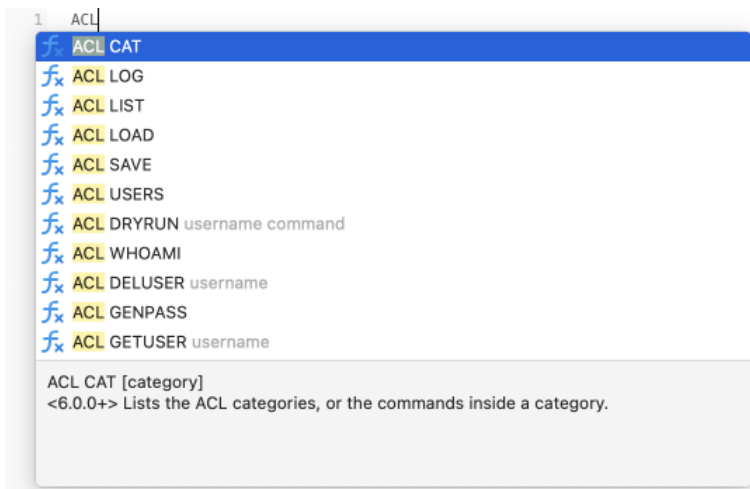 1 ACL
ACL CAT
ACL LOG
ACL LIST
ACL LOAD
ACL SAVE
ACL USERS
ACL DRYRUN username command
ACL WHOAMI
ACL DELUSER username
ACL GENPASS
ACL GETUSER username
ACL CAT [category]
<6.0.0+> Lists the ACL categories, or the commands inside a category.